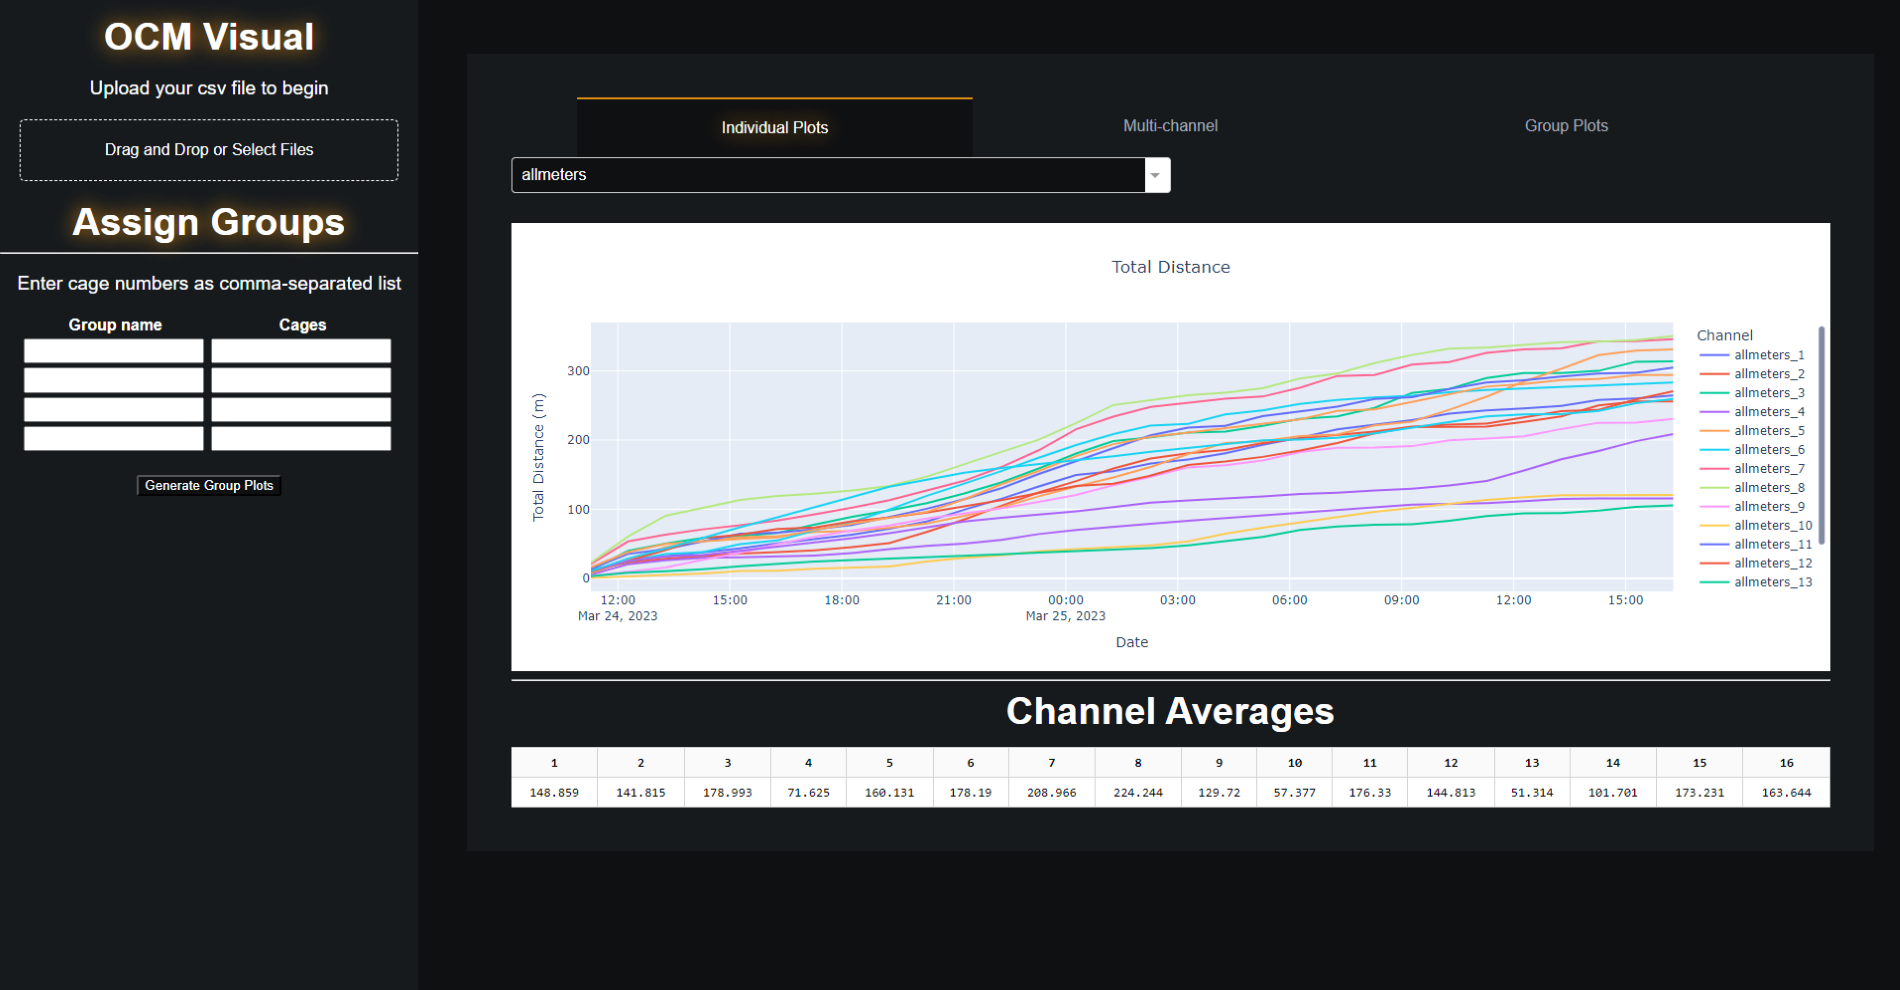 OCM Visual
Upload your csv file to begin
Drag and Drop or Select Files
Assign Groups
Enter cage numbers as comma-separated list
Group name Cages
Generate Group Plots
Individual Plots Multi-channel Group Plots
allmeters
Total Distance
Total Distance (m)
300
200
100
0
12:00 15:00 18:00 21:00 00:00 03:00 06:00 09:00 12:00 15:00
Mar 24, 2023 Mar 25, 2023
Date
Channel
allmeters_1
allmeters_2
allmeters_3
allmeters_4
allmeters_5
allmeters_6
allmeters_7
allmeters_8
allmeters_9
allmeters_10
allmeters_11
allmeters_12
allmeters_13
Channel Averages
1 2 3 4 5 6 7 8 9 10 11 12 13 14 15 16
148.859 141.815 178.993 71.625 160.131 178.19 208.966 224.244 129.72 57.377 176.33 144.813 51.314 101.701 173.231 163.644